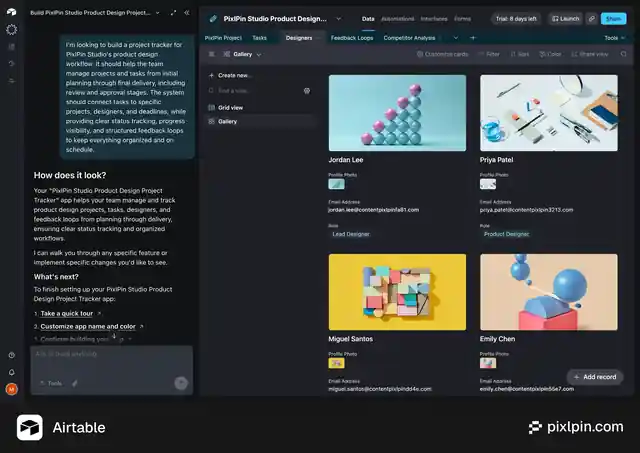 Build PixlPin Studio Product Design Project...
I'm looking to build a project tracker for
PixlPin Studio's product design
workflow. It should help the team
manage projects and tasks from initial
planning through final delivery, including
review and approval stages. The system
should connect tasks to specific
projects, designers, and deadlines, while
providing clear status tracking, progress
visibility, and structured feedback loops
to keep everything organized and on
schedule.
How does it look?
Your "PixlPin Studio Product Design Project
Tracker" app helps your team manage and track
product design projects, tasks, designers, and
feedback loops from planning through delivery,
ensuring clear status tracking and organized
workflows.
I can walk you through any specific feature or
implement specific changes you'd like to see.
What's next?
To finish setting up your PixlPin Studio Product
Design Project Tracker app:
1. Take a quick tour
2. Customize app name and color
3. Continue building your
Tools
PixlPin Studio Product Design...
Data Automations Interfaces Forms
Trial: 8 days left
Launch
Share
PixlPin Project Tasks Designers Feedback Loops Competitor Analysis
Tools
Gallery
Customize cards Filter Sort Color Share view
Create new...
Find a view
Grid view
Gallery
Jordan Lee
Profile Photo
Email Address
jordan.lee@contentpixlpinfa81.com
Role
Lead Designer
Priya Patel
Profile Photo
Email Address
priya.patel@contentpixlpin3213.com
Role
Product Designer
Miguel Santos
Profile Photo
Email Address
miguel.santos@contentpixlpindd4e.com
Emily Chen
Profile Photo
Email Address
emily.chen@contentpixlpin55e7.com
Add record
Airtable
pixlpin.com